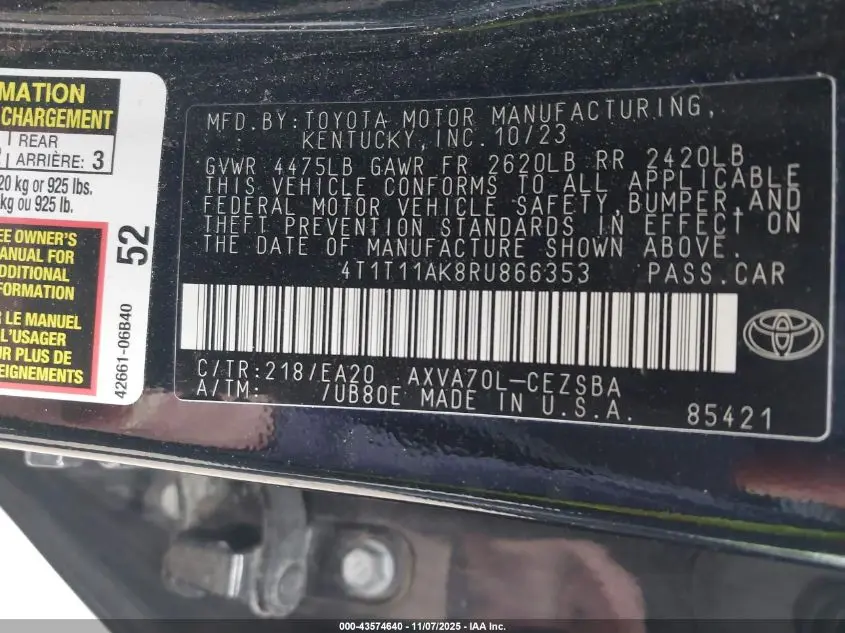 MATION
CHARGEMENT
REAR
ARRIÈRE: 3
20 kg or 925 lbs.
kg ou 925 lb.
EE OWNER'S
MANUAL FOR
ADDITIONAL
INFORMATION
R LE MANUEL
L'USAGER
UR PLUS DE
SEIGNEMENTS
52
42661-06B40
MFD.BY:TOYOTA MOTOR MANUFACTURING,
KENTUCKY,INC.10/23
GVWR 4475LB GAWR FR 2620LB RR 2420LB
THIS VEHICLE CONFORMS TO ALL APPLICABLE
FEDERAL MOTOR VEHICLE SAFETY,BUMPER,AND
THEFT PREVENTION STANDARDS IN EFFECT ON
THE DATE OF MANUFACTURE SHOWN ABOVE.
4T1T11AK8RU866353 PASS.CAR
C/TR:218/EA20 AXVA70L-CEZSBA
A/TM: /UB80E MADE IN U.S.A. 85421
000-43574640 | 11/07/2025 - IAA Inc.